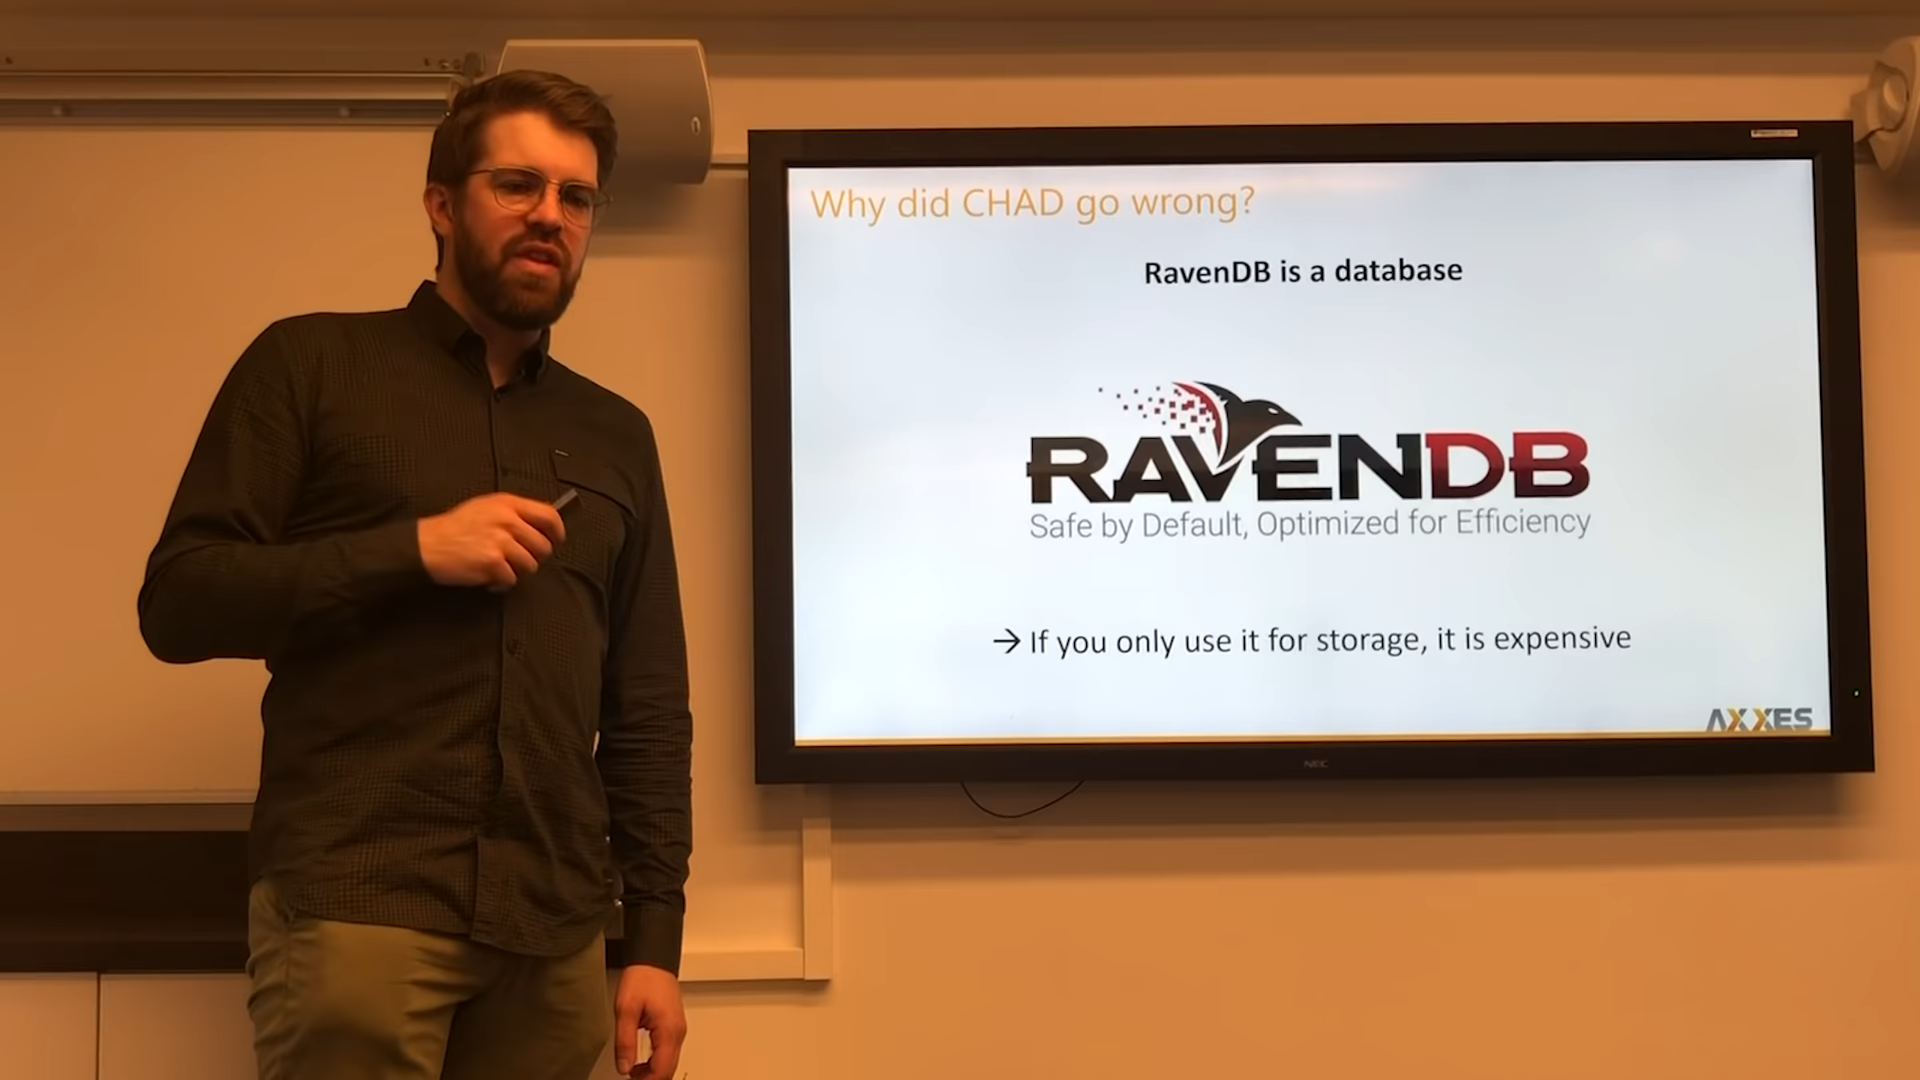 Why did CHAD go wrong?
RavenDB is a database
RAVENDB
Safe by Default, Optimized for Efficiency
→ If you only use it for storage, it is expensive
AXXES
NEC